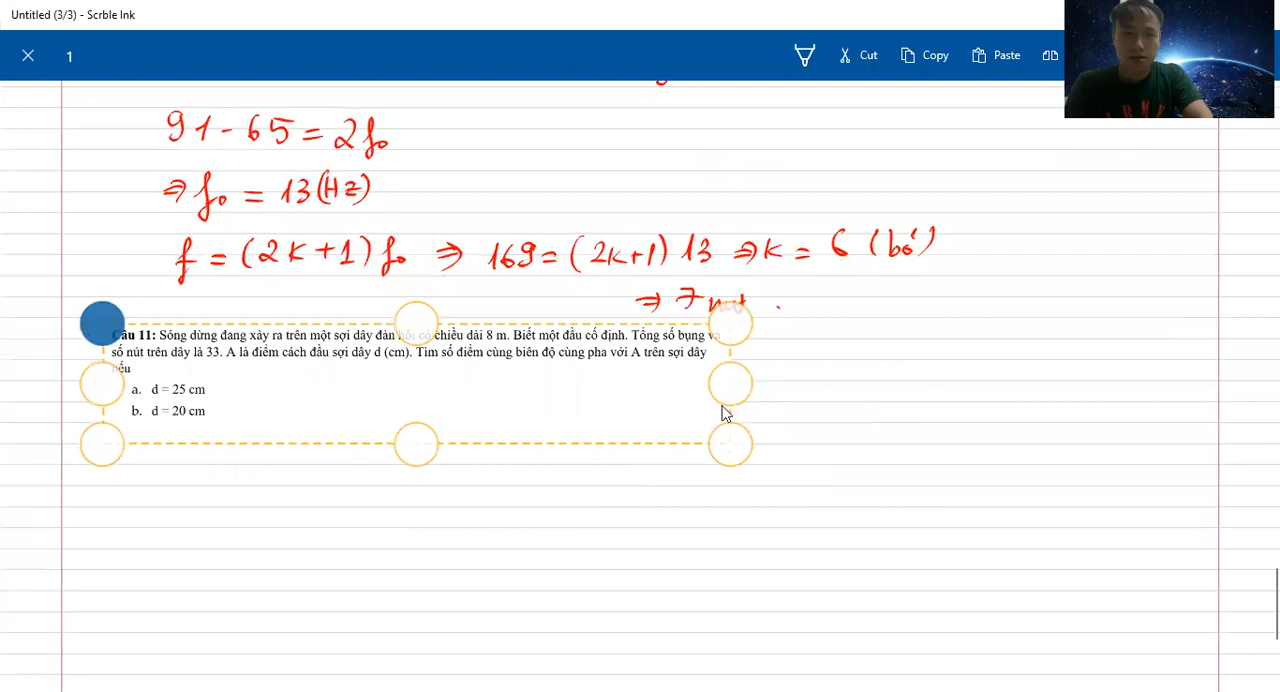 Untitled (3/3) - Scrble Ink
1
Cut
Copy
Paste
91 - 65 = 2f₀
⇒ f₀ = 13 (Hz)
f = (2k+1) f₀ ⇒ 169 = (2k+1) 13 ⇒ k = 6 (bó)
⇒ 7 nút
Câu 11: Sóng dừng đang xảy ra trên một sợi dây đàn hồi có chiều dài 8 m. Biết một đầu cố định. Tổng số bụng và
số nút trên dây là 33. A là điểm cách đầu sợi dây d (cm). Tìm số điểm cùng biên độ cùng pha với A trên sợi dây
nếu
a. d = 25 cm
b. d = 20 cm